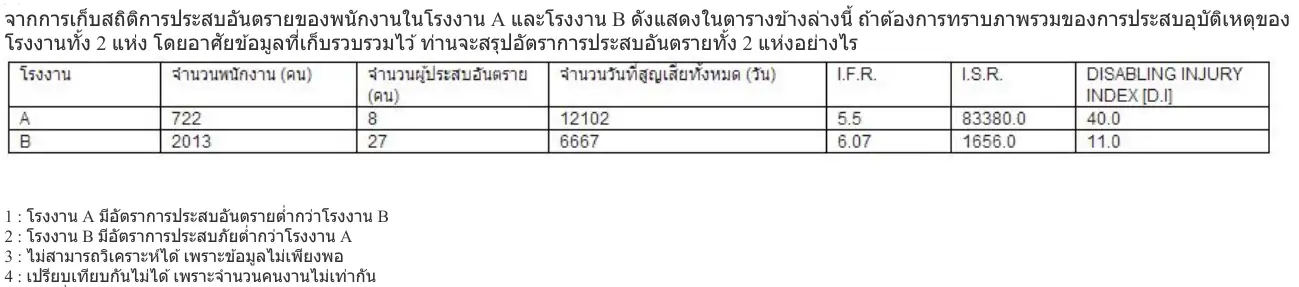 จากการเก็บสถิติการประสบอันตรายของพนักงานในโรงงาน A และโรงงาน B ดังแสดงในตารางข้างล่างนี้ ถ้าต้องการทราบภาพรวมของการประสบอุบัติเหตุของ
โรงงานทั้ง 2 แห่ง โดยอาศัยข้อมูลที่เก็บรวบรวมไว้ ท่านจะสรุปอัตราการประสบอันตรายทั้ง 2 แห่งอย่างไร
โรงงาน จำนวนพนักงาน (คน) จำนวนผู้ประสบอันตราย จำนวนวันที่สูญเสียทั้งหมด (วัน) I.F.R. I.S.R. DISABLING INJURY
(คน) INDEX [D.I]
A 722 8 12102 5.5 83380.0 40.0
B 2013 27 6667 6.07 1656.0 11.0
1 : โรงงาน A มีอัตราการประสบอันตรายต่ำกว่าโรงงาน B
2 : โรงงาน B มีอัตราการประสบภัยต่ำกว่าโรงงาน A
3 : ไม่สามารถวิเคราะห์ได้ เพราะข้อมูลไม่เพียงพอ
4 : เปรียบเทียบกันไม่ได้ เพราะจำนวนคนงานไม่เท่ากัน